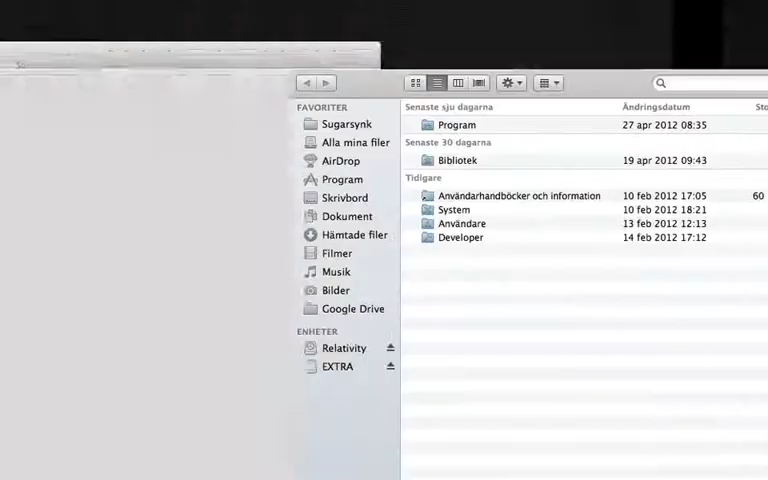 FAVORITER
Sugarsynk
Alla mina filer
AirDrop
Program
Skrivbord
Dokument
Hämtade filer
Filmer
Musik
Bilder
Google Drive
ENHETER
Relativity
EXTRA
Senaste sju dagarna Ändringsdatum Sto
Program 27 apr 2012 08:35
Senaste 30 dagarna
Bibliotek 19 apr 2012 09:43
Tidigare
Användarhandböcker och information 10 feb 2012 17:05 60
System 10 feb 2012 18:21
Användare 13 feb 2012 12:13
Developer 14 feb 2012 17:12